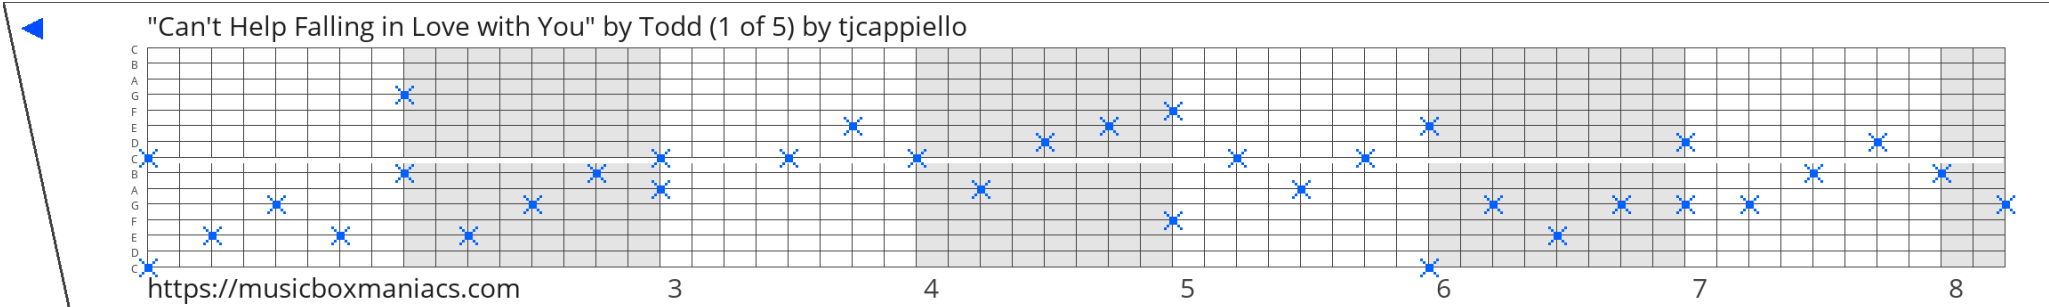 "Can't Help Falling in Love with You" by Todd (1 of 5) by tjcappiello
C
B
A
G
F
E
D
C
B
A
G
F
E
D
C
https://musicboxmaniacs.com 3 4 5 6 7 8